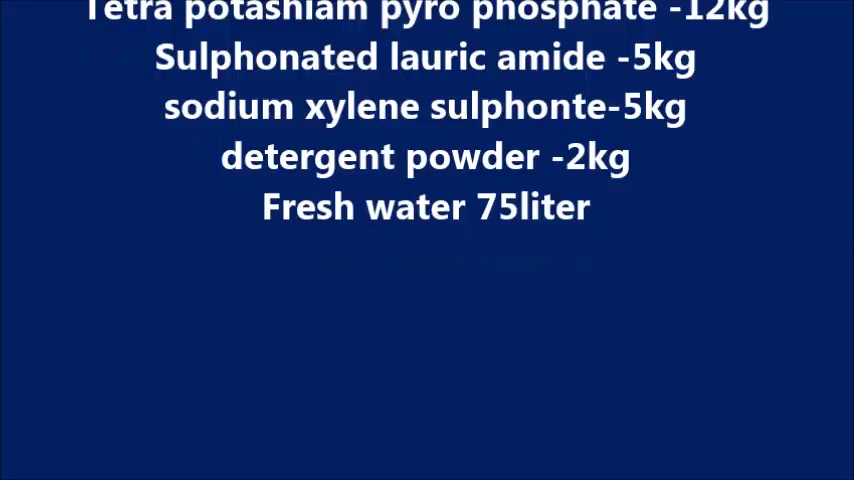 Tetra potashiam pyro phosphate -12kg
Sulphonated lauric amide -5kg
sodium xylene sulphonte-5kg
detergent powder -2kg
Fresh water 75liter